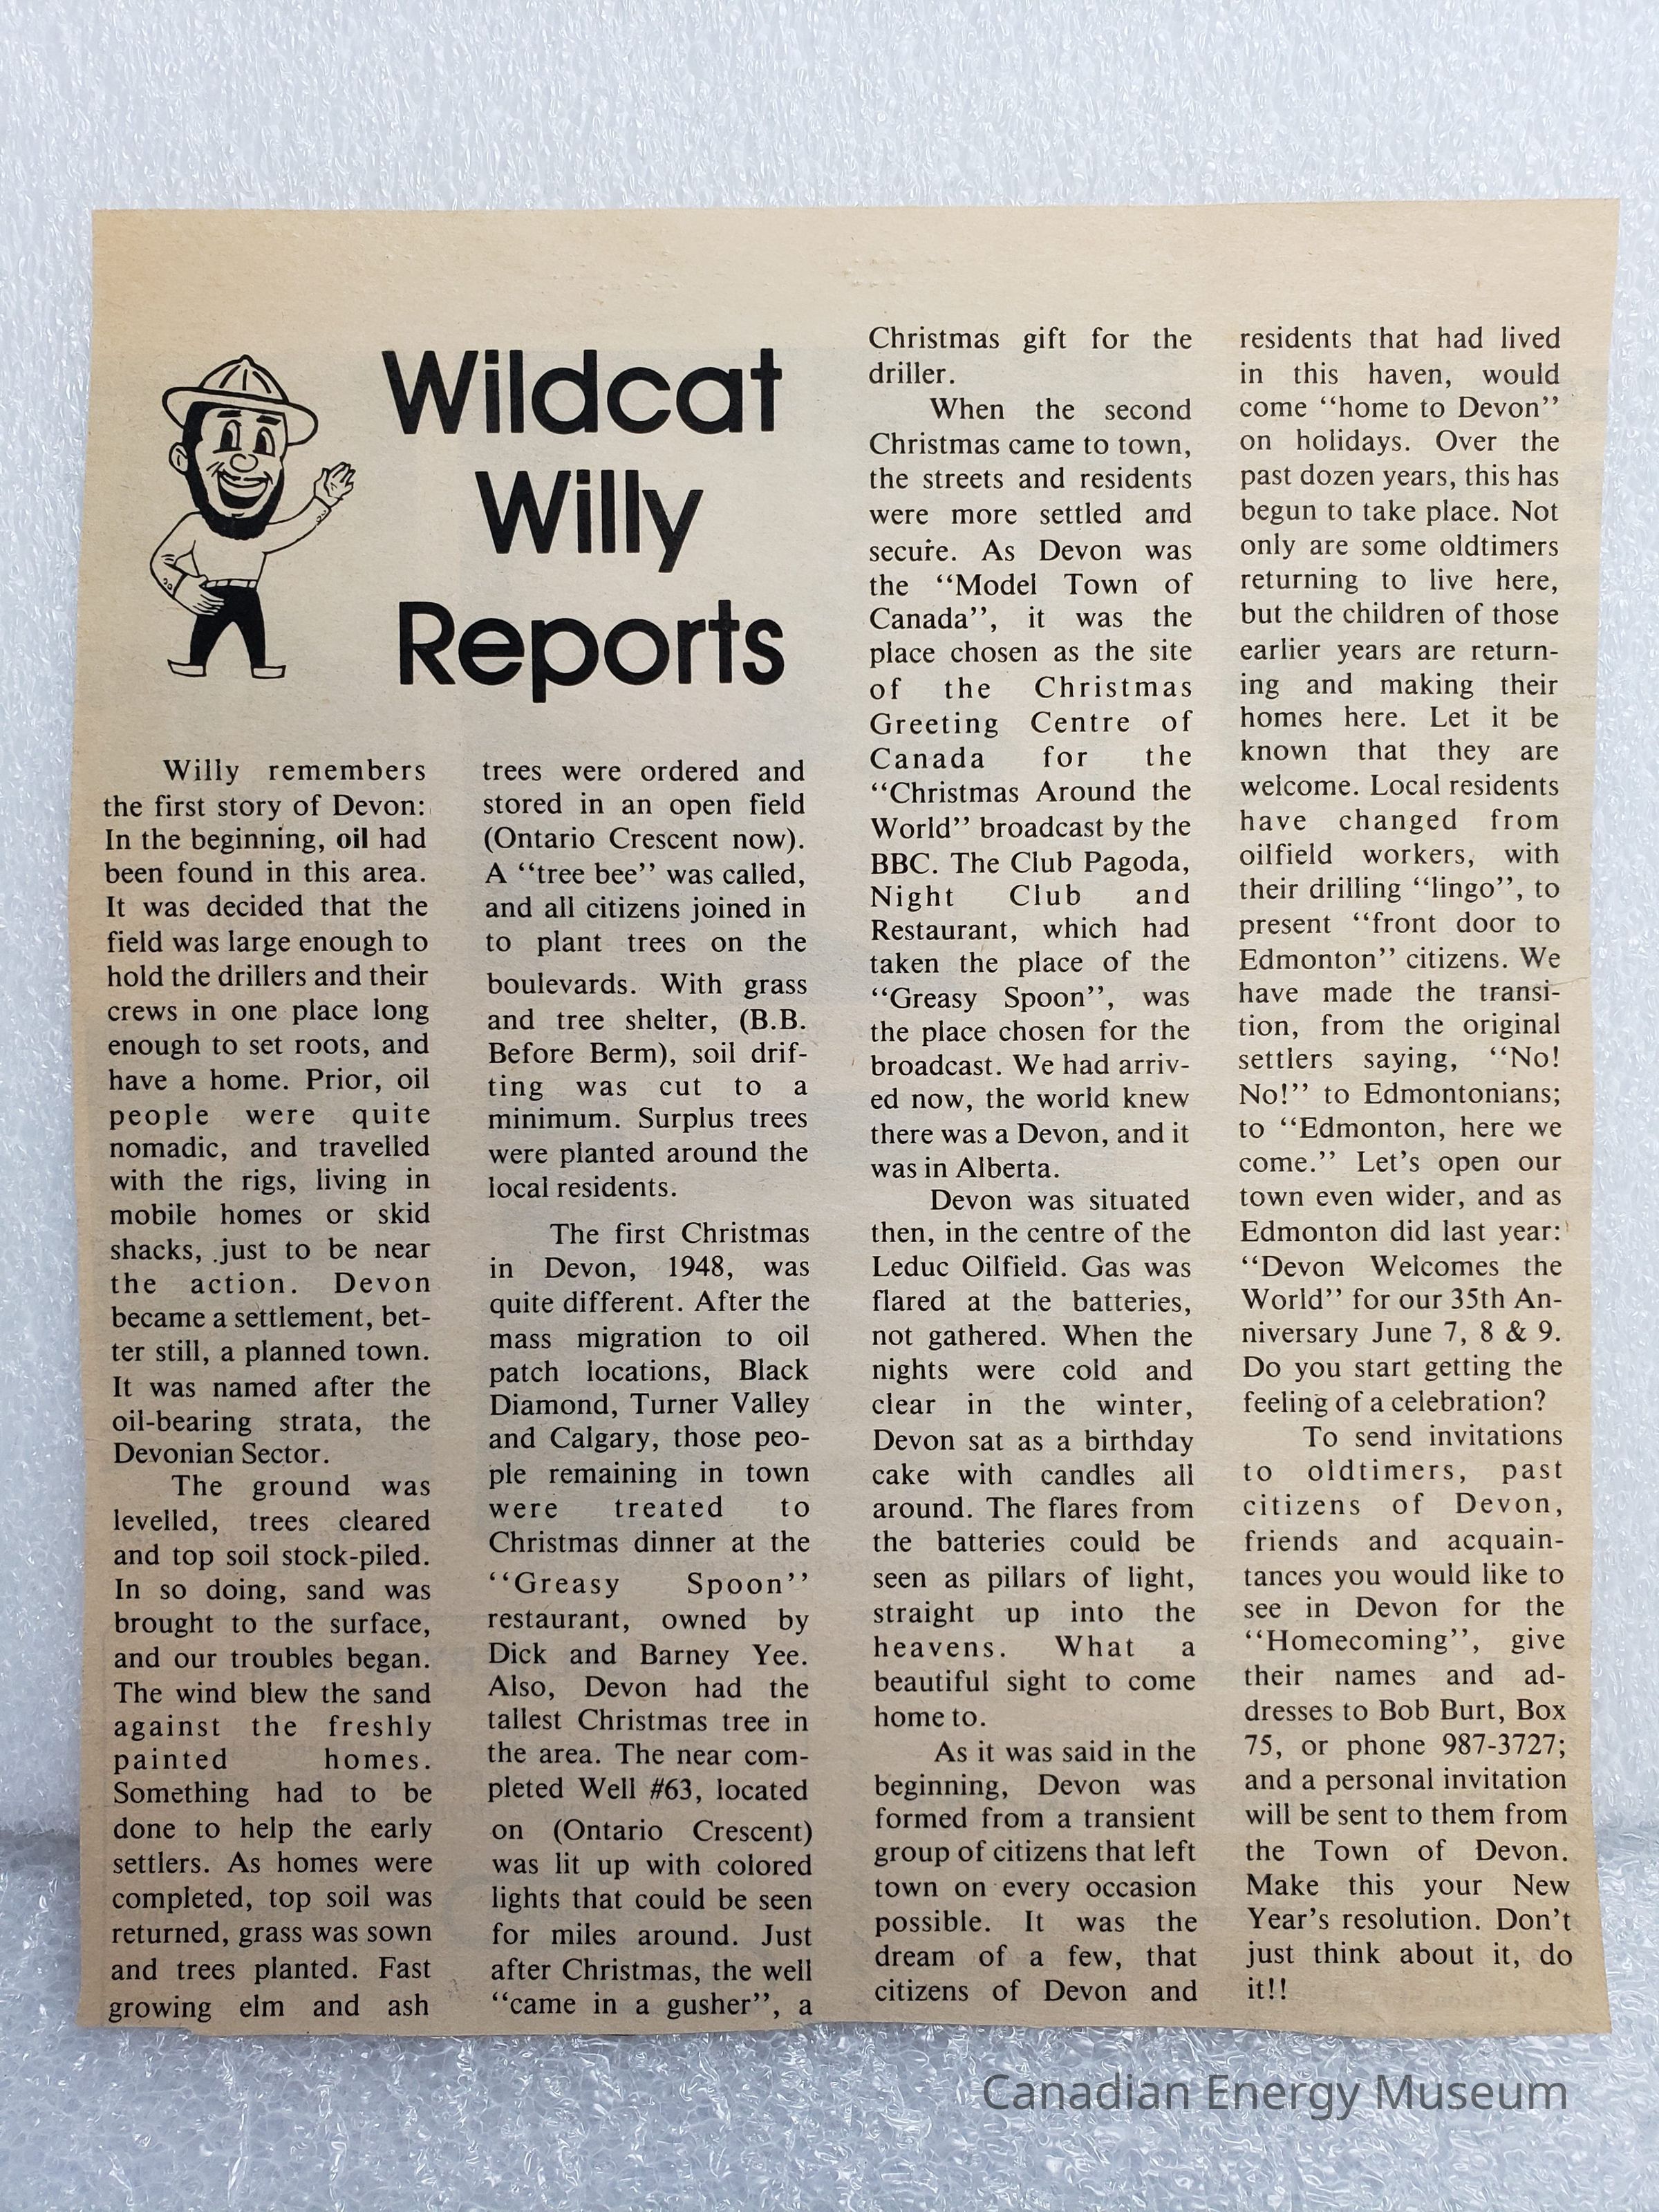 Wildcat
Willy
Reports
Willy remembers
the first story of Devon:
In the beginning, oil had
been found in this area.
It was decided that the
field was large enough to
hold the drillers and their
crews in one place long
enough to set roots, and
have a home. Prior, oil
people were quite
nomadic, and travelled
with the rigs, living in
mobile homes or skid
shacks, just to be near
the action. Devon
became a settlement, bet-
ter still, a planned town.
It was named after the
oil-bearing strata, the
Devonian Sector.
The ground was
levelled, trees cleared
and top soil stock-piled.
In so doing, sand was
brought to the surface,
and our troubles began.
The wind blew the sand
against the freshly
painted homes.
Something had to be
done to help the early
settlers. As homes were
completed, top soil was
returned, grass was sown
and trees planted. Fast
growing elm and ash
trees were ordered and
stored in an open field
(Ontario Crescent now).
A ‘‘tree bee’’ was called,
and all citizens joined in
to plant trees on the
boulevards. With grass
and tree shelter, (B.B.
Before Berm), soil drif-
ting was cut to a
minimum. Surplus trees
were planted around the
local residents.
The first Christmas
in Devon, 1948, was
quite different. After the
mass migration to oil
patch locations, Black
Diamond, Turner Valley
and Calgary, those peo-
ple remaining in town
were treated to
Christmas dinner at the
‘‘Greasy Spoon’’
restaurant, owned by
Dick and Barney Yee.
Also, Devon had the
tallest Christmas tree in
the area. The near com-
pleted Well #63, located
on (Ontario Crescent)
was lit up with colored
lights that could be seen
for miles around. Just
after Christmas, the well
‘‘came in a gusher’’, a
Christmas gift for the
driller.
When the second
Christmas came to town,
the streets and residents
were more settled and
secure. As Devon was
the ‘‘Model Town of
Canada’’, it was the
place chosen as the site
of the Christmas
Greeting Centre of
Canada for the
‘‘Christmas Around the
World’’ broadcast by the
BBC. The Club Pagoda,
Night Club and
Restaurant, which had
taken the place of the
‘‘Greasy Spoon’’, was
the place chosen for the
broadcast. We had arriv-
ed now, the world knew
there was a Devon, and it
was in Alberta.
Devon was situated
then, in the centre of the
Leduc Oilfield. Gas was
flared at the batteries,
not gathered. When the
nights were cold and
clear in the winter,
Devon sat as a birthday
cake with candles all
around. The flares from
the batteries could be
seen as pillars of light,
straight up into the
heavens. What a
beautiful sight to come
home to.
As it was said in the
beginning, Devon was
formed from a transient
group of citizens that left
town on every occasion
possible. It was the
dream of a few, that
citizens of Devon and
residents that had lived
in this haven, would
come ‘‘home to Devon’’
on holidays. Over the
past dozen years, this has
begun to take place. Not
only are some oldtimers
returning to live here,
but the children of those
earlier years are return-
ing and making their
homes here. Let it be
known that they are
welcome. Local residents
have changed from
oilfield workers, with
their drilling ‘‘lingo’’, to
present ‘‘front door to
Edmonton’’ citizens. We
have made the transi-
tion, from the original
settlers saying, ‘‘No!
No!’’ to Edmontonians;
to ‘‘Edmonton, here we
come.’’ Let's open our
town even wider, and as
Edmonton did last year:
‘‘Devon Welcomes the
World’’ for our 35th An-
niversary June 7, 8 & 9.
Do you start getting the
feeling of a celebration?
To send invitations
to oldtimers, past
citizens of Devon,
friends and acquain-
tances you would like to
see in Devon for the
‘‘Homecoming’’, give
their names and ad-
dresses to Bob Burt, Box
75, or phone 987-3727;
and a personal invitation
will be sent to them from
the Town of Devon.
Make this your New
Year's resolution. Don't
just think about it, do
it!!
Canadian Energy Museum